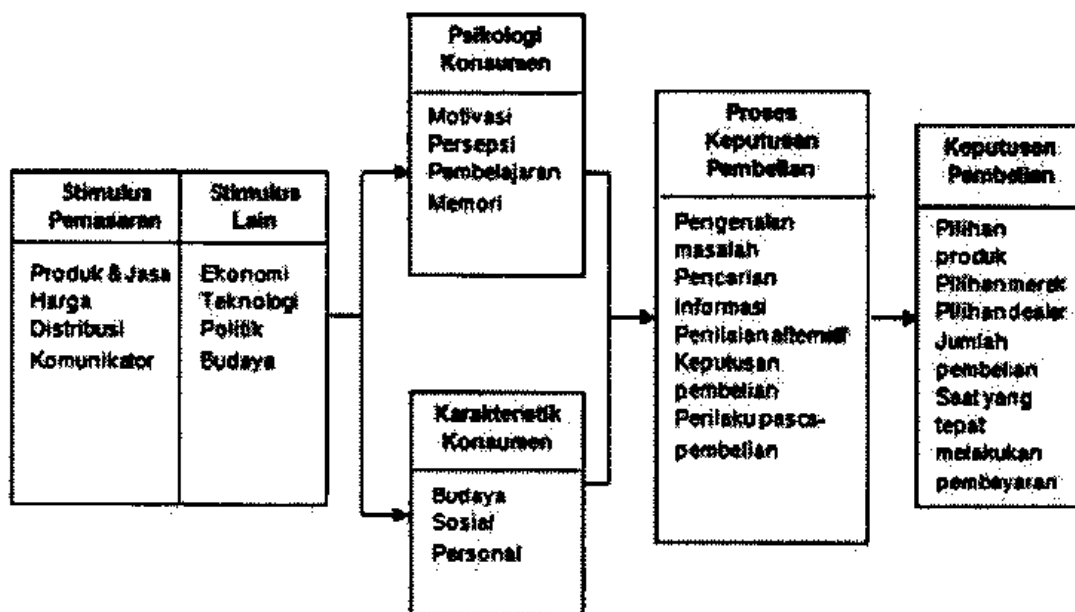 Stimulus
Pemasaran
Produk & Jasa
Harga
Distribusi
Komunikator
Stimulus
Lain
Ekonomi
Teknologi
Politik
Budaya
Psikologi
Konsumen
Motivasi
Persepsi
Pembelajaran
Memori
Karakteristik
Konsumen
Budaya
Sosial
Personal
Proses
Keputusan
Pembelian
Pengenalan
masalah
Pencarian
Informasi
Penilaian alternatif
Keputusan
pembelian
Perilaku pasca-
pembelian
Keputusan
Pembelian
Pilihan
produk
Pilihan merek
Pilihan dealer
Jumlah
pembelian
Saat yang
tepat
melakukan
pembayaran